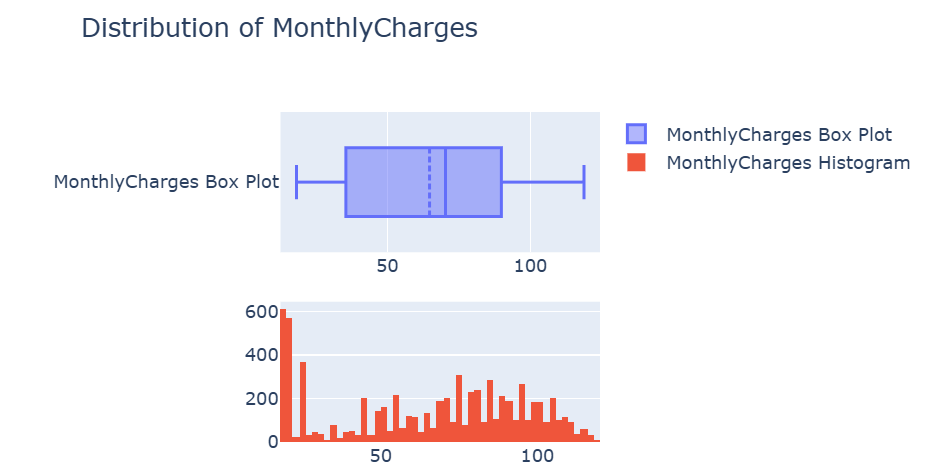 Distribution of MonthlyCharges
MonthlyCharges Box Plot
MonthlyCharges Histogram
MonthlyCharges Box Plot
50 100
600
400
200
0
50 100